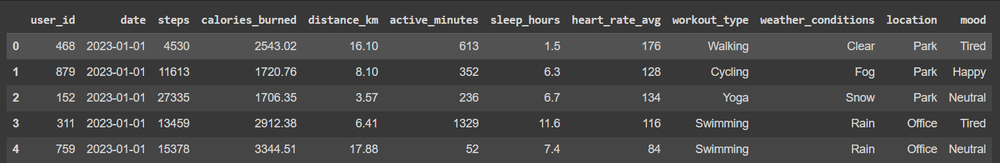 user_id date steps calories_burned distance_km active_minutes sleep_hours heart_rate_avg workout_type weather_conditions location mood
0 468 2023-01-01 4530 2543.02 16.10 613 1.5 176 Walking Clear Park Tired
1 879 2023-01-01 11613 1720.76 8.10 352 6.3 128 Cycling Fog Park Happy
2 152 2023-01-01 27335 1706.35 3.57 236 6.7 134 Yoga Snow Park Neutral
3 311 2023-01-01 13459 2912.38 6.41 1329 11.6 116 Swimming Rain Office Tired
4 759 2023-01-01 15378 3344.51 17.88 52 7.4 84 Swimming Rain Office Neutral